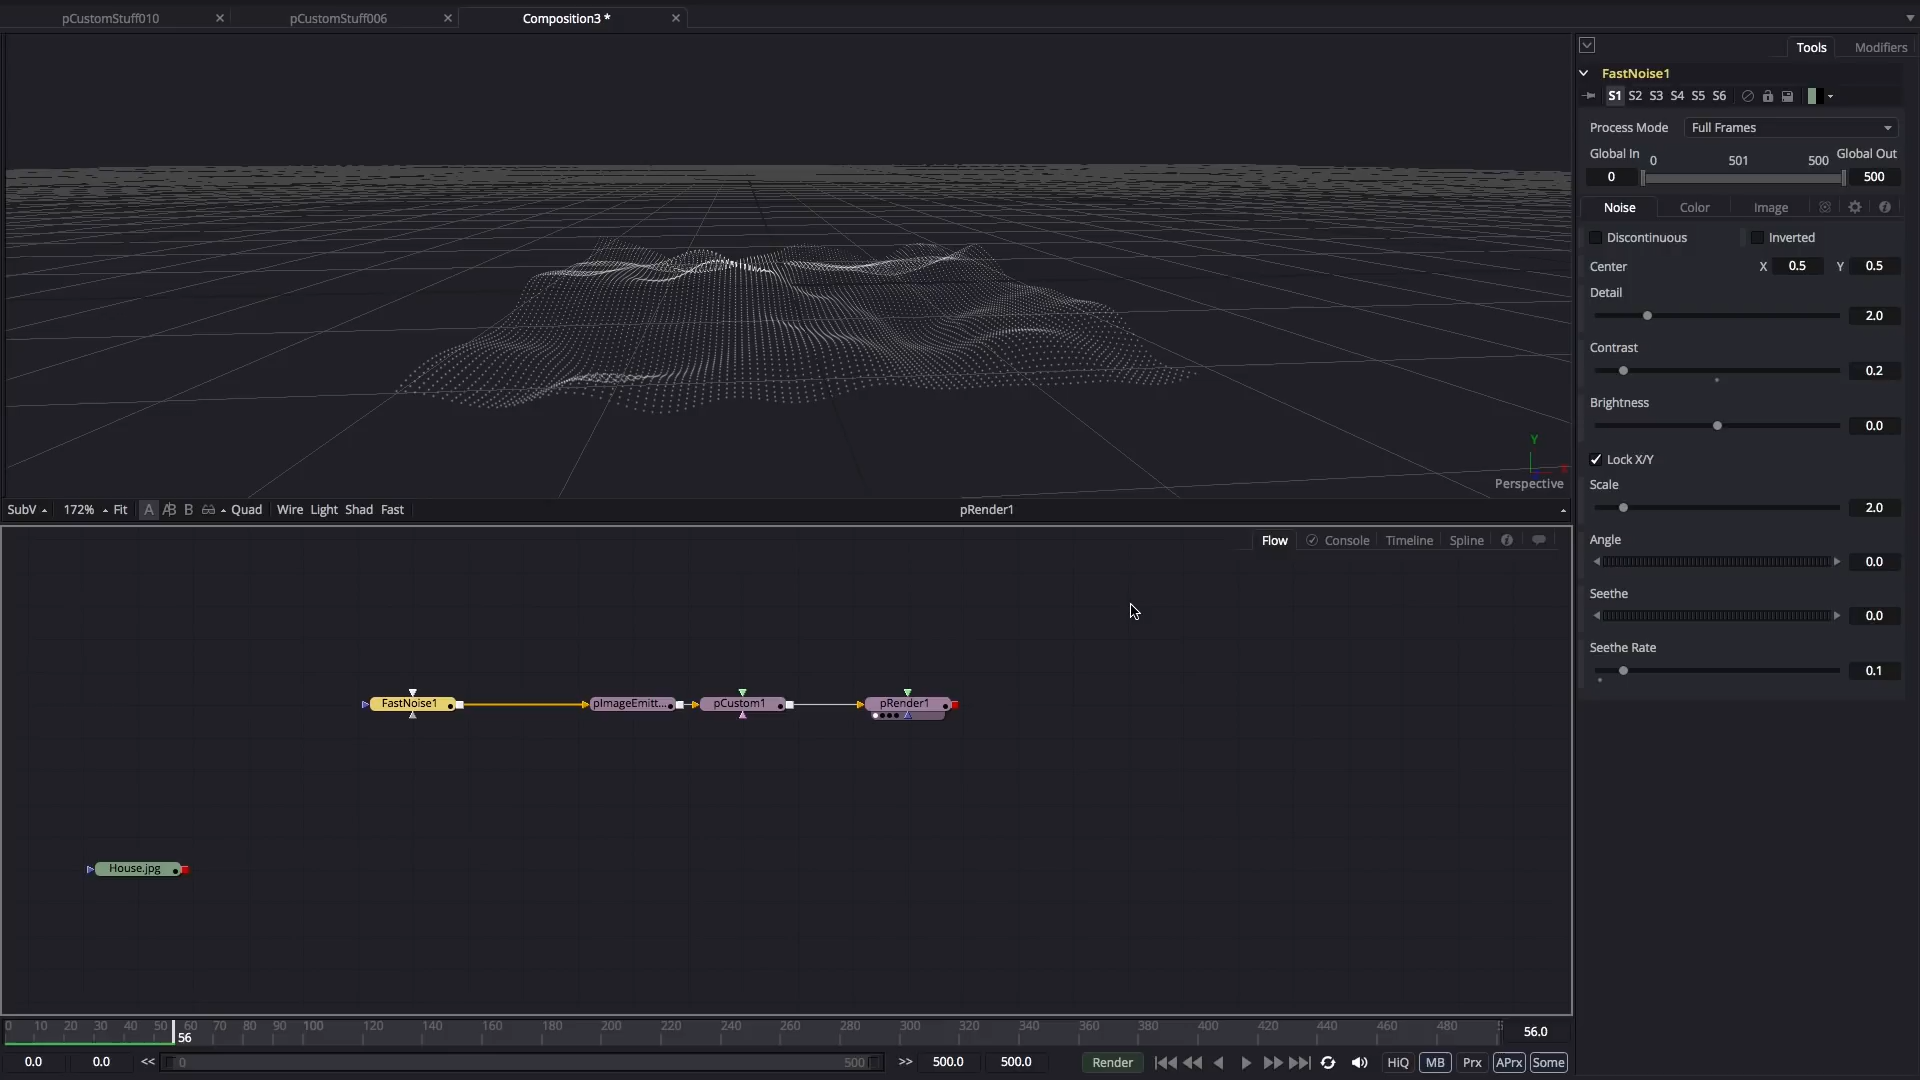 pCustomStuff010
pCustomStuff006
Composition3 *
Tools
Modifiers
FastNoise1
S1 S2 S3 S4 S5 S6
Process Mode
Full Frames
Global In
0
501
500
Global Out
0
500
Noise
Color
Image
Discontinuous
Inverted
Center
X
0.5
Y
0.5
Detail
2.0
Contrast
0.2
Brightness
0.0
Lock X/Y
Scale
2.0
Angle
0.0
Seethe
0.0
Seethe Rate
0.1
Y
Perspective
SubV
172%
Fit
A
A/B
B
Quad
Wire
Light
Shad
Fast
pRender1
Flow
Console
Timeline
Spline
FastNoise1
pImageEmitt...
pCustom1
pRender1
House.jpg
0 10 20 30 40 50 60 70 80 90 100 120 140 160 180 200 220 240 260 280 300 320 340 360 380 400 420 440 460 480
56
56.0
0.0
0.0
<<
0
500
>>
500.0
500.0
Render
HiQ
MB
Prx
APrx
Some